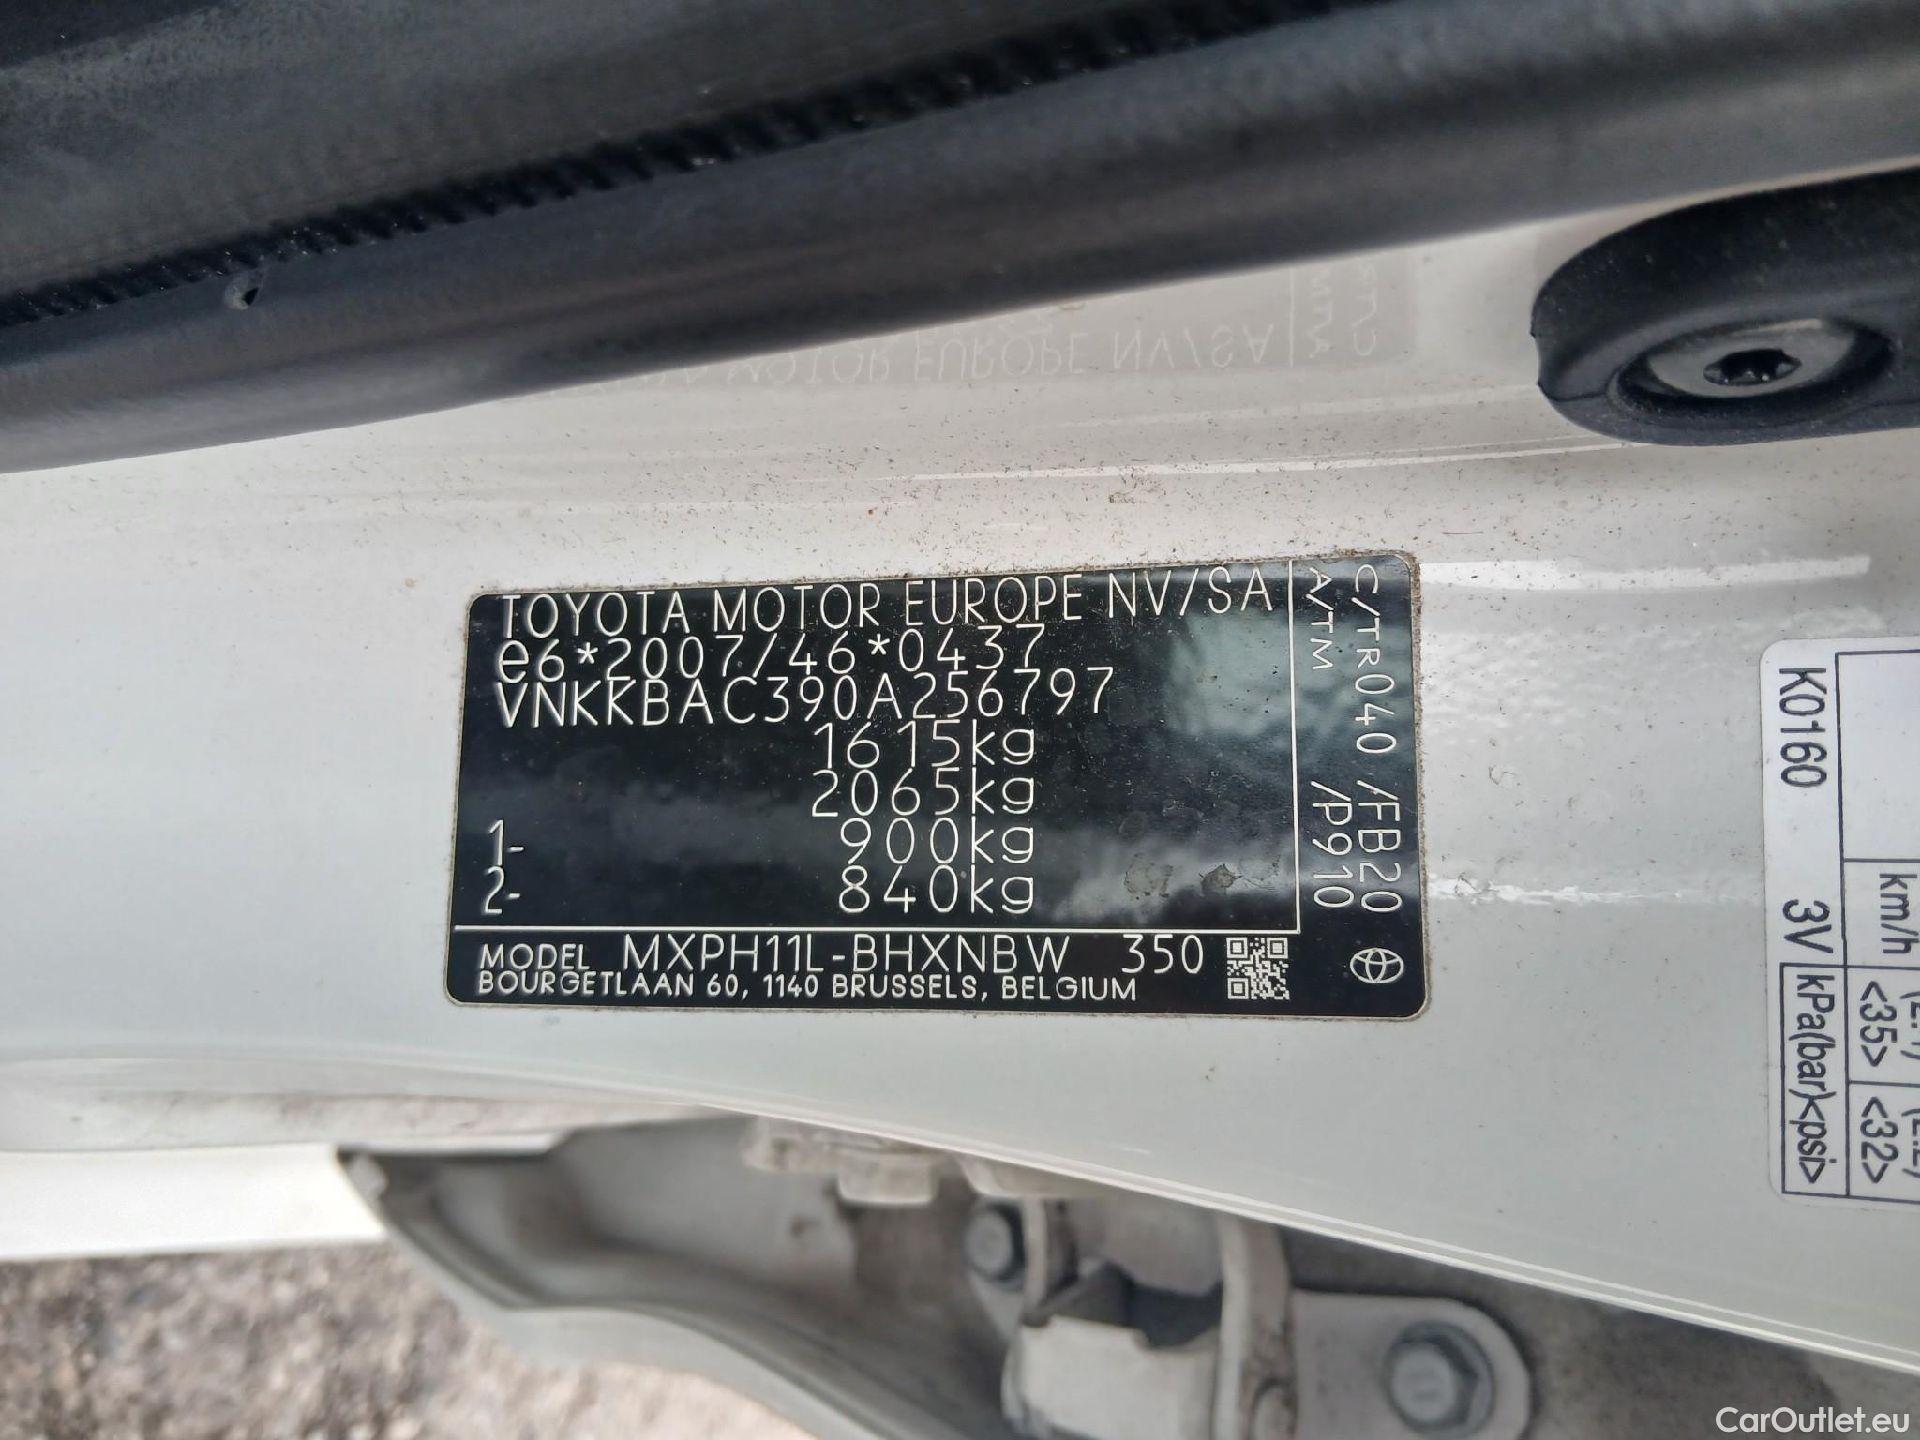 TOYOTA MOTOR EUROPE NV/SA
e6*2007/46*0437
VNKKBAC390A256797
1615kg
2065kg
1- 900kg
2- 840kg
MODEL MXPH11L-BHXNBW 350
BOURGETLAAN 60, 1140 BRUSSELS, BELGIUM
C/TR040 /FB20
A/TM /P910
K0160 3V
km/h
kPa(bar)<psi>
<35>
<32>
CarOutlet.eu